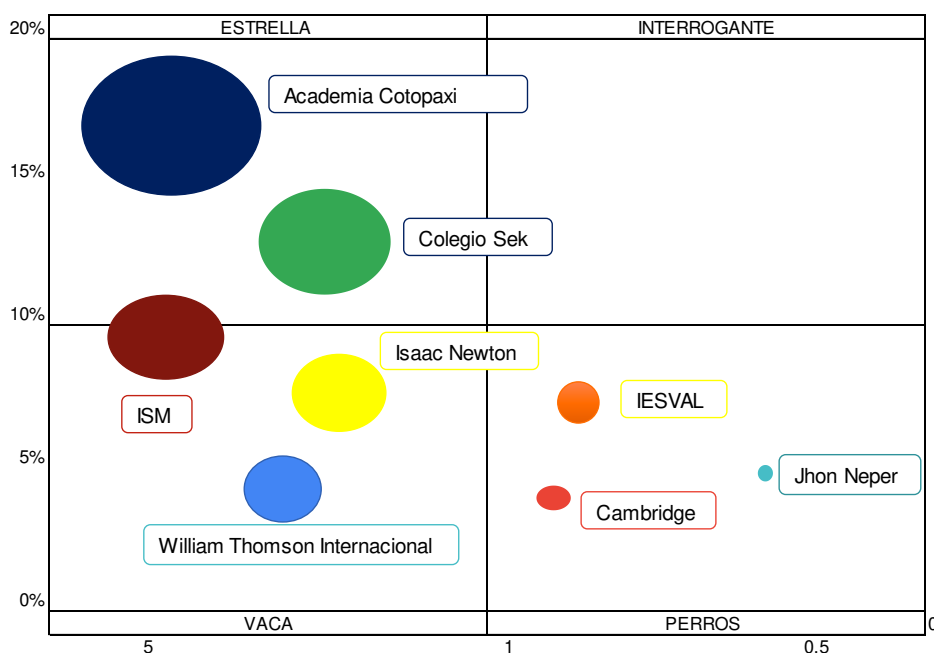 20%
ESTRELLA
INTERROGANTE
Academia Cotopaxi
15%
Colegio Sek
10%
Isaac Newton
ISM
IESVAL
5%
Jhon Neper
Cambridge
William Thomson Internacional
0%
VACA
PERROS
0
5
1
0.5